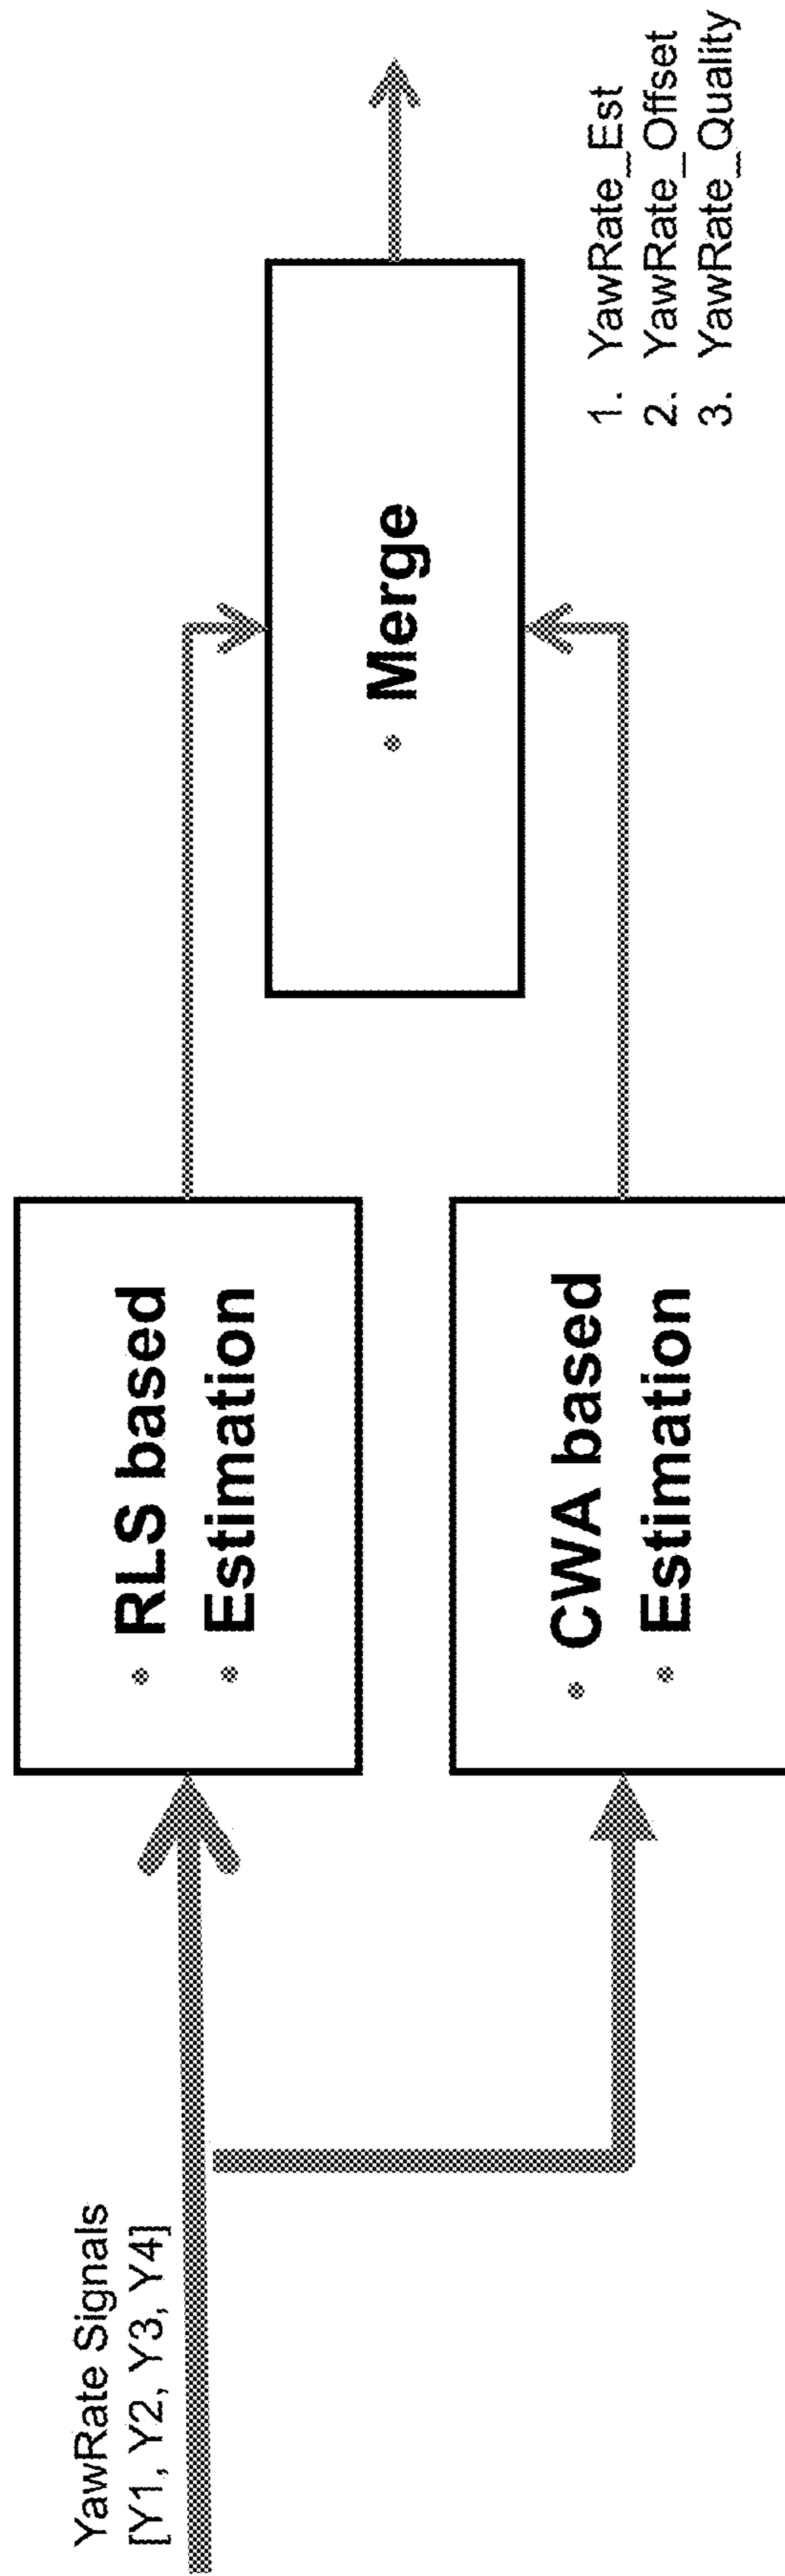 YawRate Signals
[Y1, Y2, Y3, Y4]
• RLS based
• Estimation
• CWA based
• Estimation
• Merge
1. YawRate_Est
2. YawRate_Offset
3. YawRate_Quality